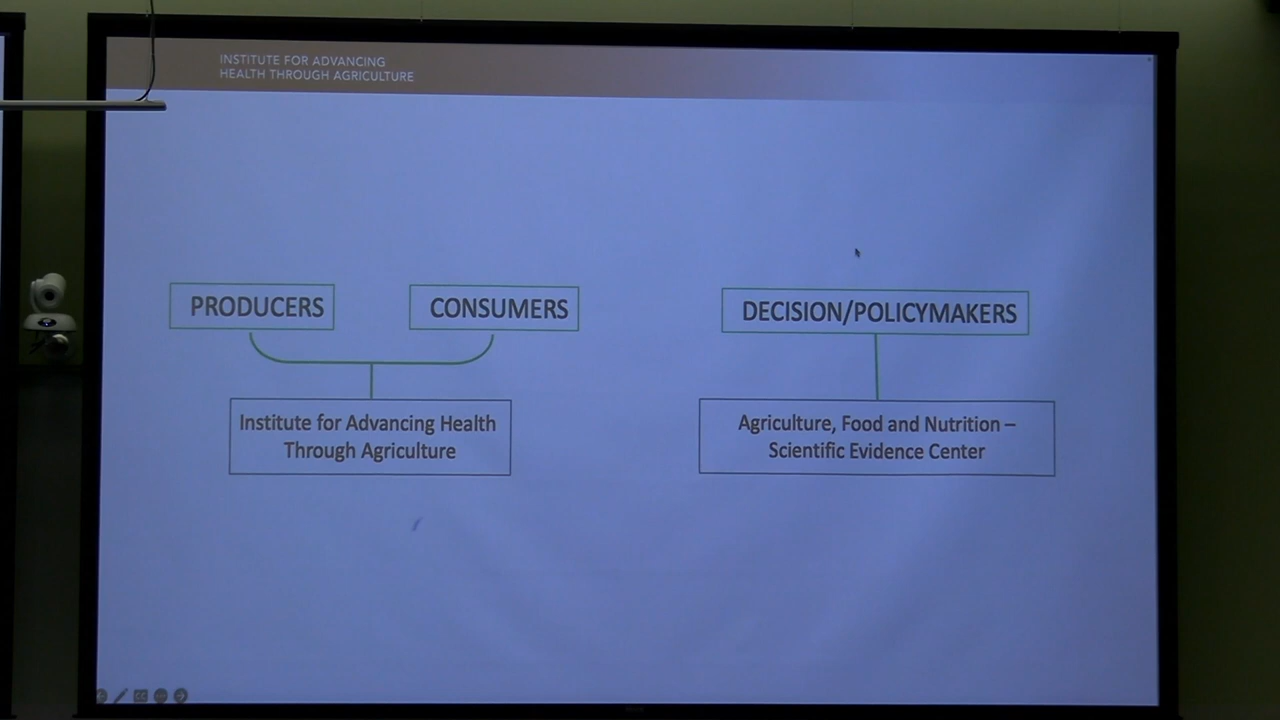 INSTITUTE FOR ADVANCING
HEALTH THROUGH AGRICULTURE
PRODUCERS
CONSUMERS
DECISION/POLICYMAKERS
Institute for Advancing Health
Through Agriculture
Agriculture, Food and Nutrition –
Scientific Evidence Center